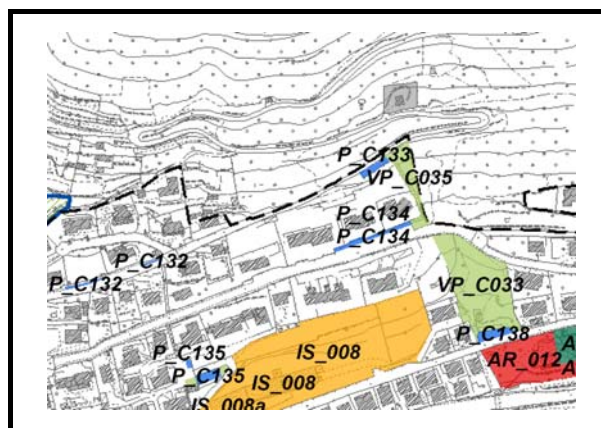 P_C133
VP_C035
P_C134
P_C134
P_C132
P_C132
VP_C033
P_C138
P_C135
IS_008
AR_012
A
P_C135
IS_008
A
IS_008a